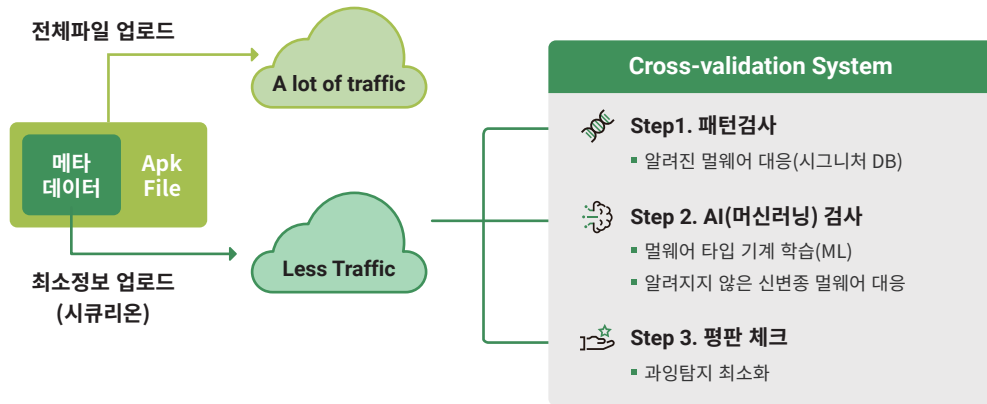 전체파일 업로드
A lot of traffic
메타
데이터
Apk
File
최소정보 업로드
(시큐리온)
Less Traffic
Cross-validation System
Step1. 패턴검사
▪ 알려진 멀웨어 대응(시그니처 DB)
Step 2. AI(머신러닝) 검사
▪ 멀웨어 타입 기계 학습(ML)
▪ 알려지지 않은 신변종 멀웨어 대응
Step 3. 평판 체크
▪ 과잉탐지 최소화